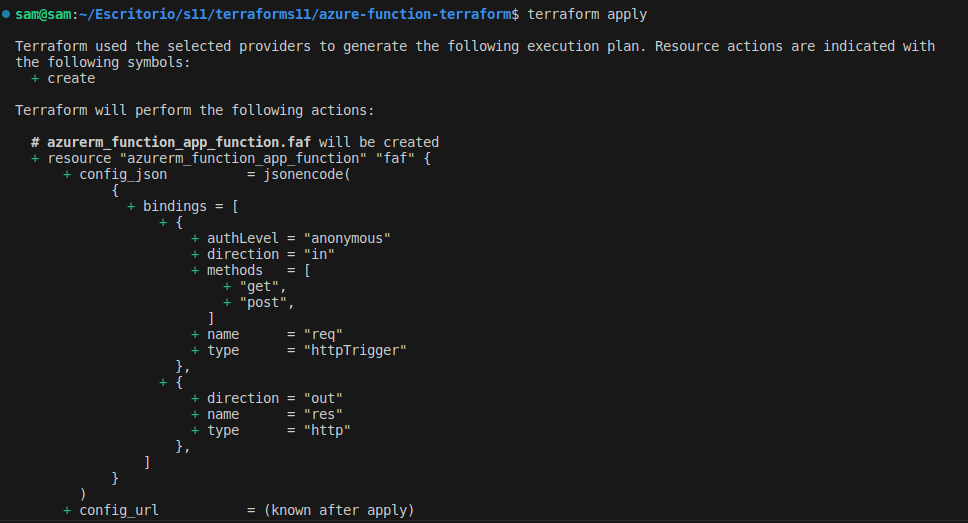 sam@sam:~/Escritorio/s11/terraforms11/azure-function-terraform$ terraform apply
Terraform used the selected providers to generate the following execution plan. Resource actions are indicated with
the following symbols:
+ create
Terraform will perform the following actions:
# azurerm_function_app_function.faf will be created
+ resource "azurerm_function_app_function" "faf" {
+ config_json = jsonencode(
{
+ bindings = [
+ {
+ authLevel = "anonymous"
+ direction = "in"
+ methods = [
+ "get",
+ "post",
]
+ name = "req"
+ type = "httpTrigger"
},
+ {
+ direction = "out"
+ name = "res"
+ type = "http"
},
]
}
)
+ config_url = (known after apply)